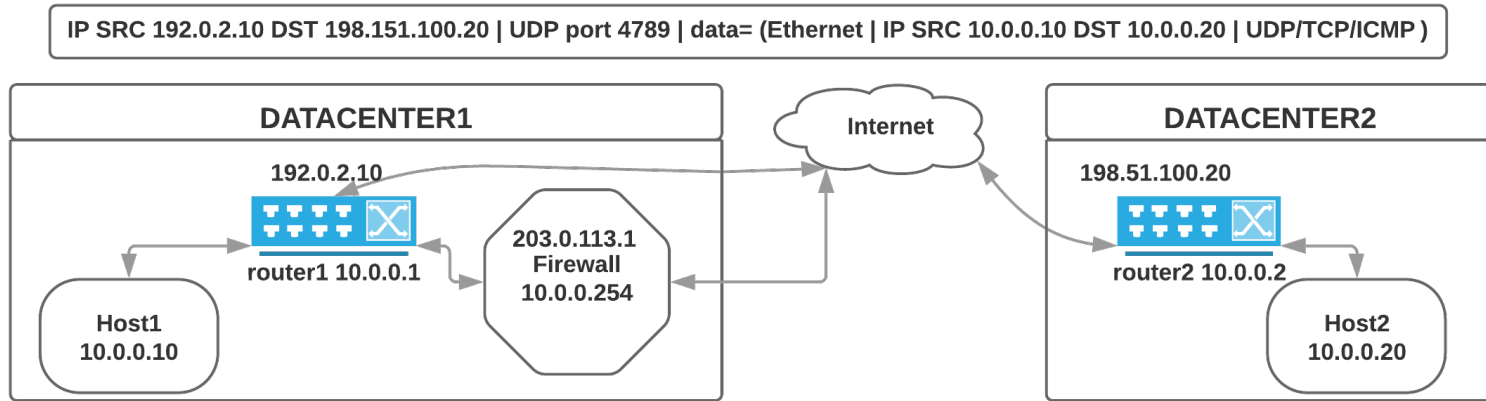 IP SRC 192.0.2.10 DST 198.151.100.20 | UDP port 4789 | data= (Ethernet | IP SRC 10.0.0.10 DST 10.0.0.20 | UDP/TCP/ICMP )
DATACENTER1
Internet
DATACENTER2
192.0.2.10
198.51.100.20
203.0.113.1
Firewall
10.0.0.254
router1 10.0.0.1
router2 10.0.0.2
Host1
10.0.0.10
Host2
10.0.0.20